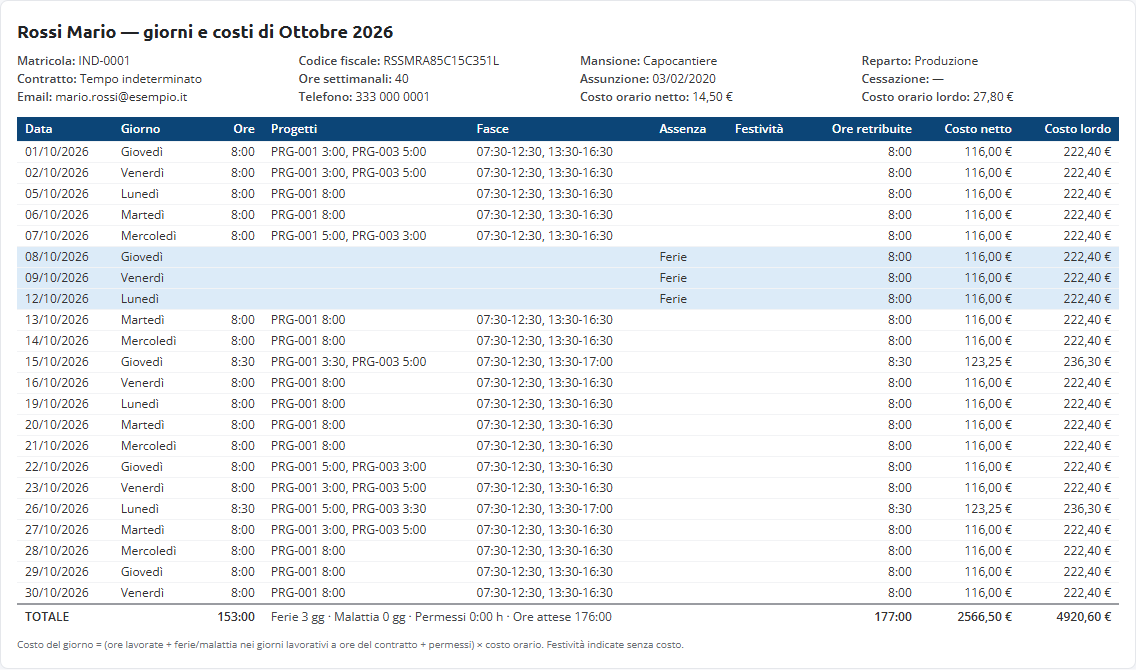 Rossi Mario — giorni e costi di Ottobre 2026
Matricola: IND-0001 Codice fiscale: RSSMRA85C15C351L Mansione: Capocantiere Reparto: Produzione
Contratto: Tempo indeterminato Ore settimanali: 40 Assunzione: 03/02/2020 Cessazione: —
Email: mario.rossi@esempio.it Telefono: 333 000 0001 Costo orario netto: 14,50 € Costo orario lordo: 27,80 €
Data Giorno Ore Progetti Fasce Assenza Festività Ore retribuite Costo netto Costo lordo
01/10/2026 Giovedì 8:00 PRG-001 3:00, PRG-003 5:00 07:30-12:30, 13:30-16:30 8:00 116,00 € 222,40 €
02/10/2026 Venerdì 8:00 PRG-001 3:00, PRG-003 5:00 07:30-12:30, 13:30-16:30 8:00 116,00 € 222,40 €
05/10/2026 Lunedì 8:00 PRG-001 8:00 07:30-12:30, 13:30-16:30 8:00 116,00 € 222,40 €
06/10/2026 Martedì 8:00 PRG-001 8:00 07:30-12:30, 13:30-16:30 8:00 116,00 € 222,40 €
07/10/2026 Mercoledì 8:00 PRG-001 5:00, PRG-003 3:00 07:30-12:30, 13:30-16:30 8:00 116,00 € 222,40 €
08/10/2026 Giovedì Ferie 8:00 116,00 € 222,40 €
09/10/2026 Venerdì Ferie 8:00 116,00 € 222,40 €
12/10/2026 Lunedì Ferie 8:00 116,00 € 222,40 €
13/10/2026 Martedì 8:00 PRG-001 8:00 07:30-12:30, 13:30-16:30 8:00 116,00 € 222,40 €
14/10/2026 Mercoledì 8:00 PRG-001 8:00 07:30-12:30, 13:30-16:30 8:00 116,00 € 222,40 €
15/10/2026 Giovedì 8:30 PRG-001 3:30, PRG-003 5:00 07:30-12:30, 13:30-17:00 8:30 123,25 € 236,30 €
16/10/2026 Venerdì 8:00 PRG-001 8:00 07:30-12:30, 13:30-16:30 8:00 116,00 € 222,40 €
19/10/2026 Lunedì 8:00 PRG-001 8:00 07:30-12:30, 13:30-16:30 8:00 116,00 € 222,40 €
20/10/2026 Martedì 8:00 PRG-001 8:00 07:30-12:30, 13:30-16:30 8:00 116,00 € 222,40 €
21/10/2026 Mercoledì 8:00 PRG-001 8:00 07:30-12:30, 13:30-16:30 8:00 116,00 € 222,40 €
22/10/2026 Giovedì 8:00 PRG-001 5:00, PRG-003 3:00 07:30-12:30, 13:30-16:30 8:00 116,00 € 222,40 €
23/10/2026 Venerdì 8:00 PRG-001 3:00, PRG-003 5:00 07:30-12:30, 13:30-16:30 8:00 116,00 € 222,40 €
26/10/2026 Lunedì 8:30 PRG-001 5:00, PRG-003 3:30 07:30-12:30, 13:30-17:00 8:30 123,25 € 236,30 €
27/10/2026 Martedì 8:00 PRG-001 3:00, PRG-003 5:00 07:30-12:30, 13:30-16:30 8:00 116,00 € 222,40 €
28/10/2026 Mercoledì 8:00 PRG-001 8:00 07:30-12:30, 13:30-16:30 8:00 116,00 € 222,40 €
29/10/2026 Giovedì 8:00 PRG-001 8:00 07:30-12:30, 13:30-16:30 8:00 116,00 € 222,40 €
30/10/2026 Venerdì 8:00 PRG-001 8:00 07:30-12:30, 13:30-16:30 8:00 116,00 € 222,40 €
TOTALE 153:00 Ferie 3 gg · Malattia 0 gg · Permessi 0:00 h · Ore attese 176:00 177:00 2566,50 € 4920,60 €
Costo del giorno = (ore lavorate + ferie/malattia nei giorni lavorativi a ore del contratto + permessi) × costo orario. Festività indicate senza costo.